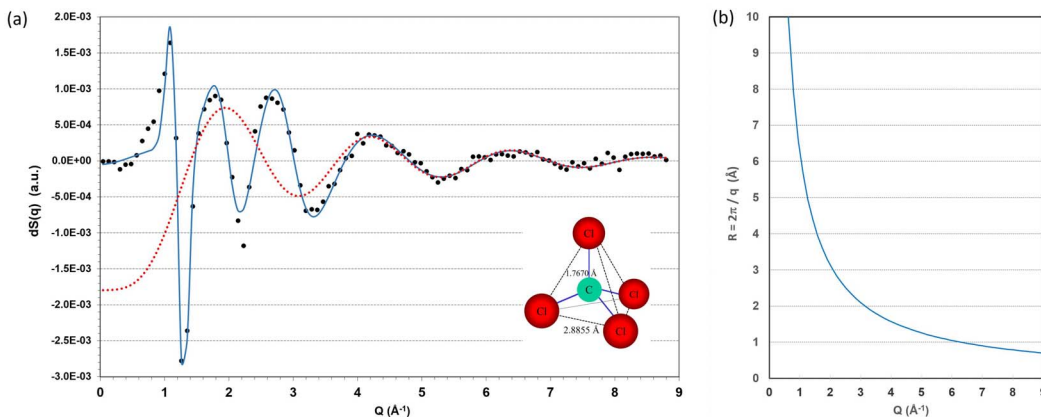 (a)
dS(q) (a.u.)
2.0E-03
1.5E-03
1.0E-03
5.0E-04
0.0E+00
-5.0E-04
-1.0E-03
-1.5E-03
-2.0E-03
-2.5E-03
-3.0E-03
0 1 2 3 4 5 6 7 8 9
Q (Å⁻¹)
Cl
1.7670 Å
C
Cl
Cl
Cl
2.8855 Å
(b)
R = 2π / q (Å)
10
9
8
7
6
5
4
3
2
1
0
0 1 2 3 4 5 6 7 8 9
Q (Å⁻¹)